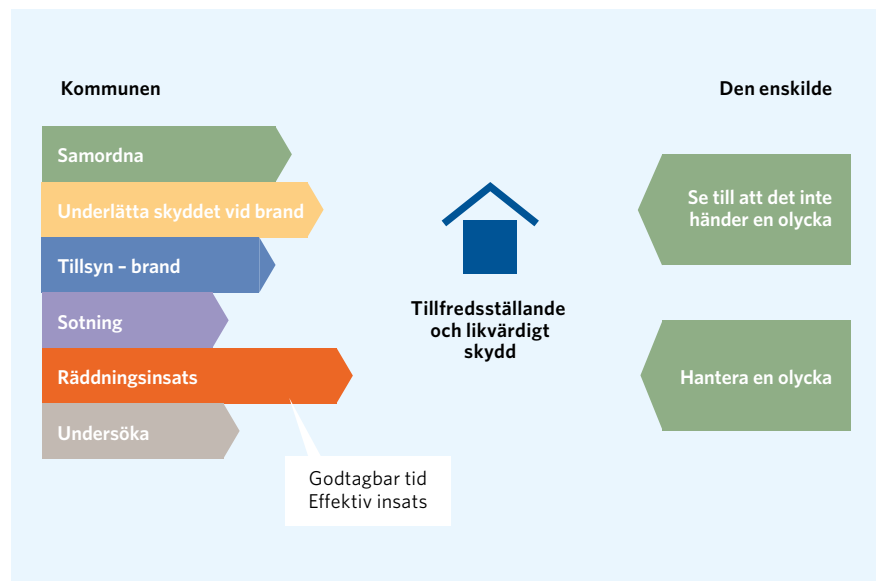 Kommunen
Samordna
Underlätta skyddet vid brand
Tillsyn – brand
Sotning
Räddningsinsats
Undersöka
Godtagbar tid
Effektiv insats
Tillfredsställande
och likvärdigt
skydd
Den enskilde
Se till att det inte
händer en olycka
Hantera en olycka